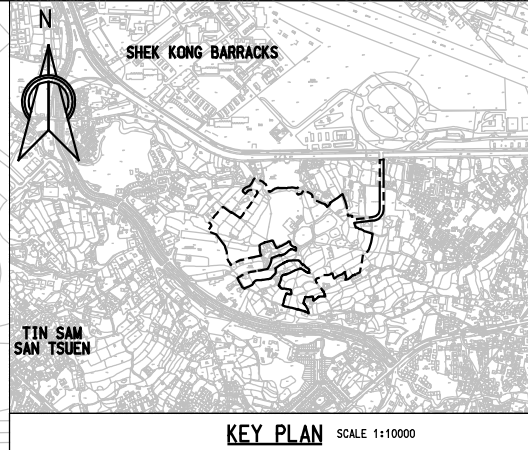 N
SHEK KONG BARRACKS
TIN SAM
SAN TSUEN
KEY PLAN SCALE 1:10000